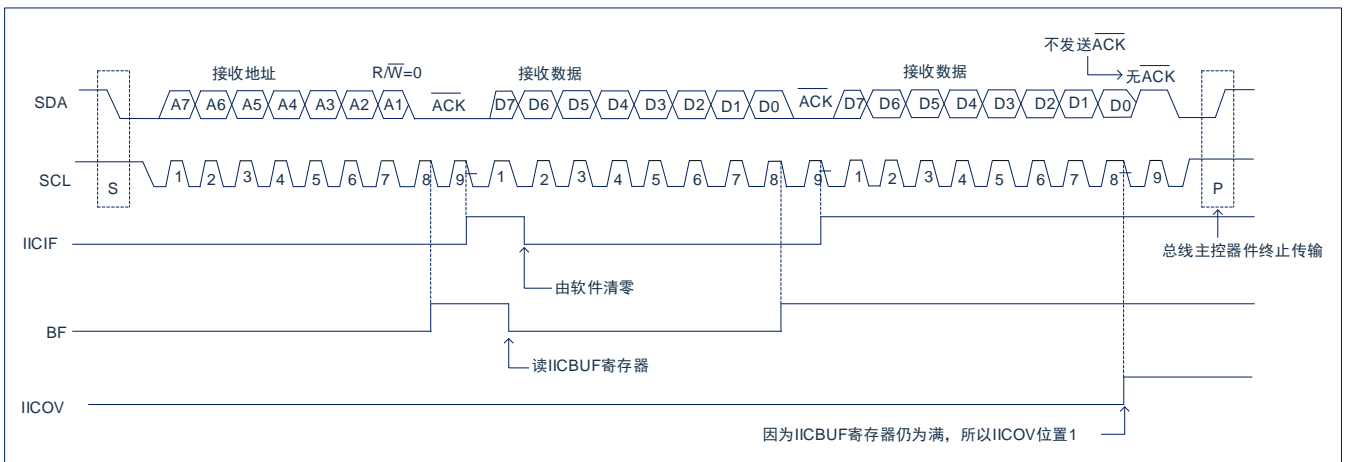 不发送ACK
接收地址 R/W=0 接收数据 接收数据 无ACK
SDA A7 A6 A5 A4 A3 A2 A1 ACK D7 D6 D5 D4 D3 D2 D1 D0 ACK D7 D6 D5 D4 D3 D2 D1 D0
SCL S 1 2 3 4 5 6 7 8 9 1 2 3 4 5 6 7 8 9 1 2 3 4 5 6 7 8 9 P
IICIF
总线主控器件终止传输
由软件清零
BF
读IICBUF寄存器
IICOV
因为IICBUF寄存器仍为满，所以IICOV位置1